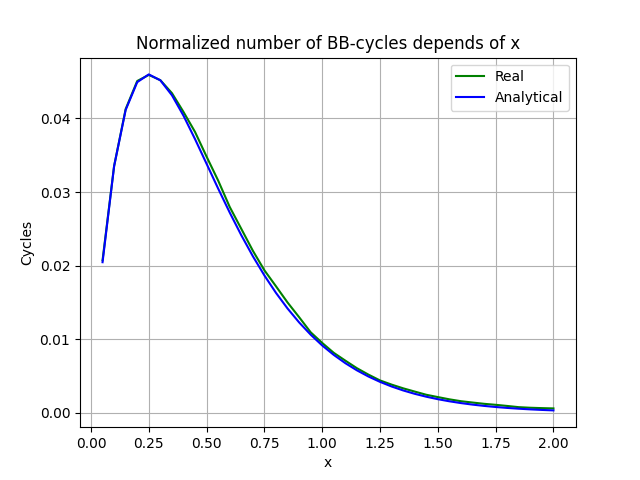 Normalized number of BB-cycles depends of x
Real
Analytical
Cycles
0.04
0.03
0.02
0.01
0.00
0.00 0.25 0.50 0.75 1.00 1.25 1.50 1.75 2.00
x